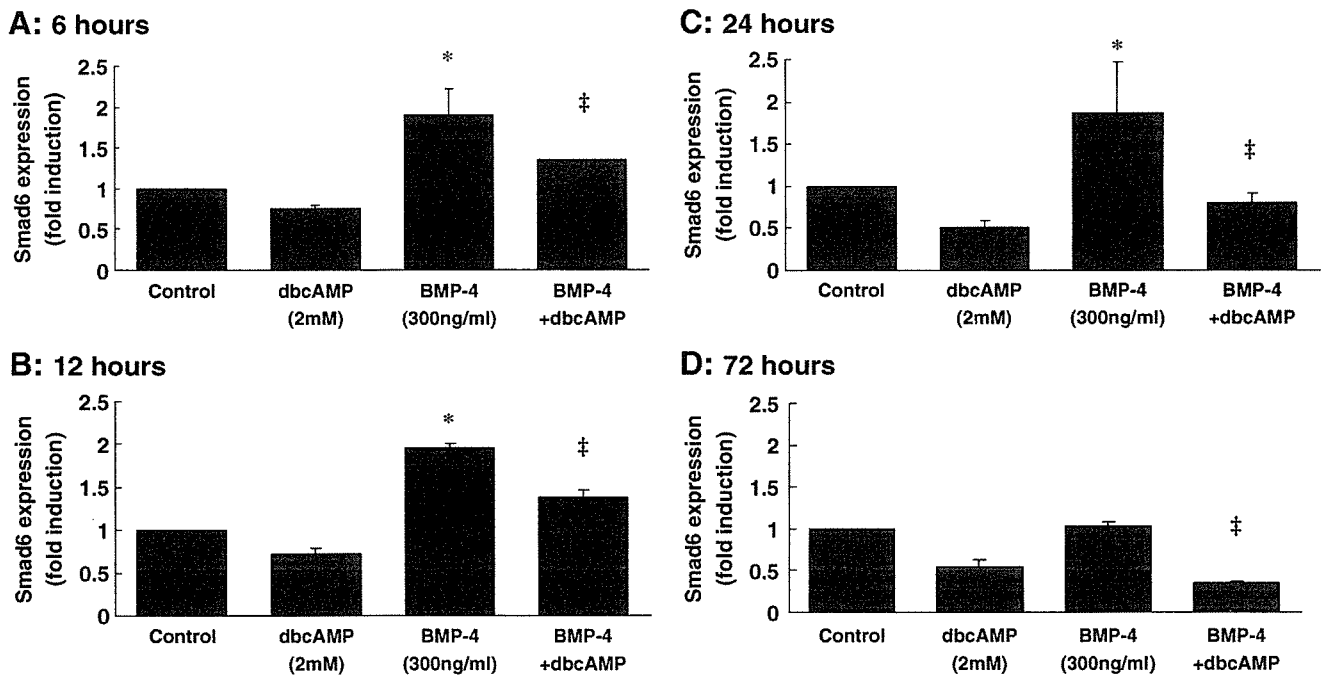 A: 6 hours
Smad6 expression
(fold induction)
2.5
2
1.5
1
0.5
0
*
‡
Control
dbcAMP
(2mM)
BMP-4
(300ng/ml)
BMP-4
+dbcAMP
B: 12 hours
Smad6 expression
(fold induction)
2.5
2
1.5
1
0.5
0
*
‡
Control
dbcAMP
(2mM)
BMP-4
(300ng/ml)
BMP-4
+dbcAMP
C: 24 hours
Smad6 expression
(fold induction)
2.5
2
1.5
1
0.5
0
*
‡
Control
dbcAMP
(2mM)
BMP-4
(300ng/ml)
BMP-4
+dbcAMP
D: 72 hours
Smad6 expression
(fold induction)
2.5
2
1.5
1
0.5
0
‡
Control
dbcAMP
(2mM)
BMP-4
(300ng/ml)
BMP-4
+dbcAMP